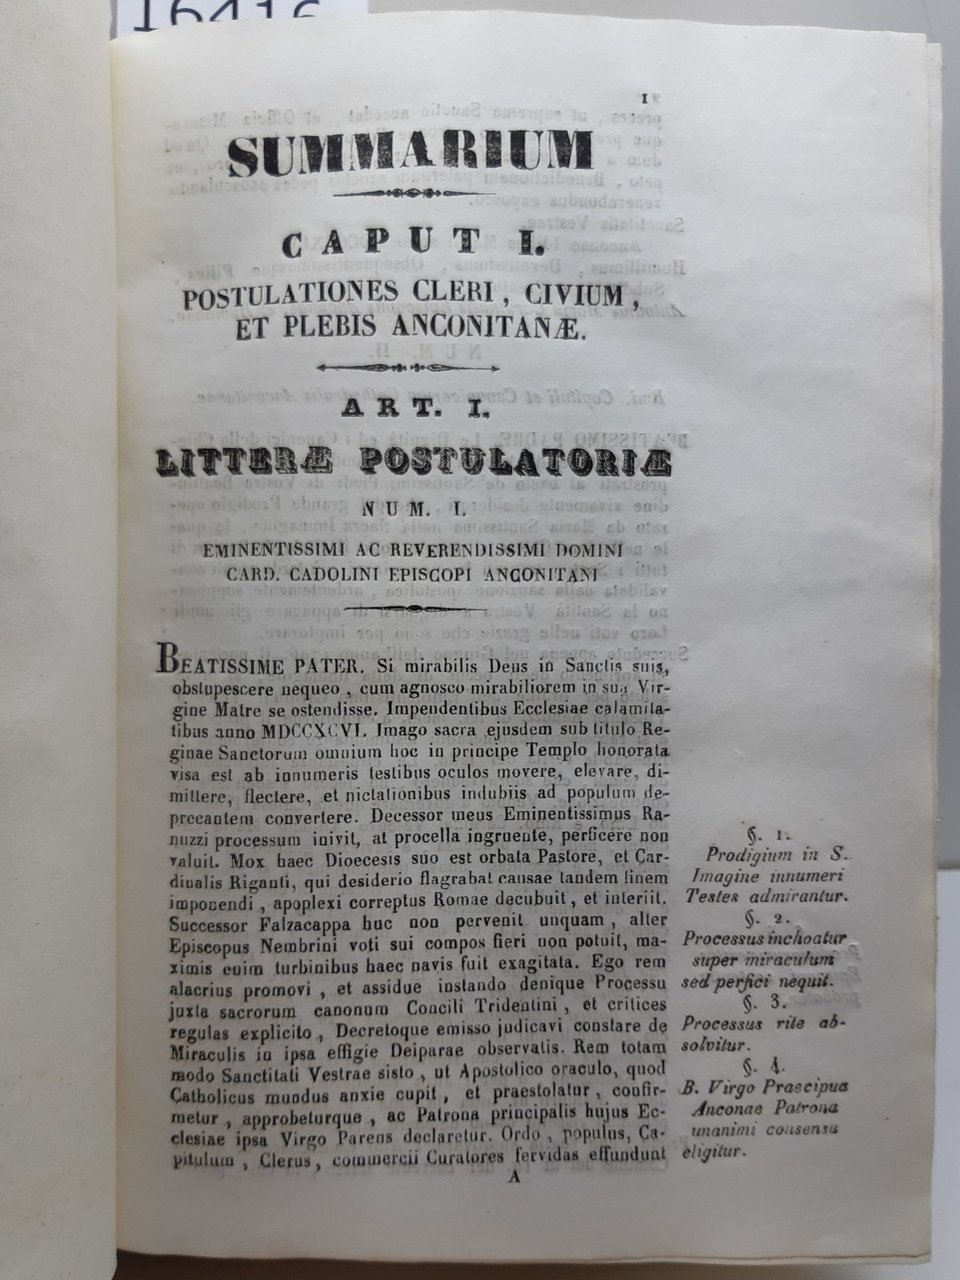 1
SUMMARIUM
CAPUT I.
POSTULATIONES CLERI, CIVIUM,
ET PLEBIS ANCONITANÆ.
ART. I.
LITTERÆ POSTULATORIÆ
NUM. I.
EMINENTISSIMI AC REVERENDISSIMI DOMINI
CARD. CADOLINI EPISCOPI ANCONITANI
BEATISSIME PATER. Si mirabilis Deus in Sanctis suis,
obstupescere nequeo, cum agnosco mirabiliorem in sua Vir-
gine Matre se ostendisse. Impendentibus Ecclesiae calamita-
tibus anno MDCCXCVI. Imago sacra ejusdem sub titulo Re-
ginae Sanctorum omnium hoc in principe Templo honorata
visa est ab innumeris testibus oculos movere, elevare, di-
mittere, flectere, et nictationibus indubiis ad populum de-
precantem convertere. Decessor meus Eminentissimus Ra-
nuzzi processum inivit, at procella ingruente, perficere non
valuit. Mox haec Dioecesis suo est orbata Pastore, et Car-
dinalis Riganti, qui desiderio flagrabat causae tandem finem
imponendi, apoplexi correptus Romae decubuit, et interiit.
Successor Falzacappa huc non pervenit unquam, alter
Episcopus Nembrini voti sui compos fieri non potuit, ma-
ximis enim turbinibus haec navis fuit exagitata. Ego rem
alacrius promovi, et assidue instando denique Processu
juxta sacrorum canonum Concili Tridentini, et critices
regulas explicito, Decretoque emisso judicavi constare de
Miraculis in ipsa effigie Deiparae observatis. Rem totam
modo Sanctitati Vestrae sisto, ut Apostolico oraculo, quod
Catholicus mundus anxie cupit, et praestolatur, confir-
metur, approbeturque, ac Patrona principalis hujus Ec-
clesiae ipsa Virgo Parens declaretur. Ordo, populus, Ca-
pitulum, Clerus, commercii Curatores fervidas effundunt
A
§. 1.
Prodigium in S.
Imagine innumeri
Testes admirantur.
§. 2.
Processus inchoatur
super miraculum
sed perfici nequit.
§. 3.
Processus rite ab-
solvitur.
§. 4.
B. Virgo Praecipua
Anconae Patrona
unanimi consensu
eligitur.